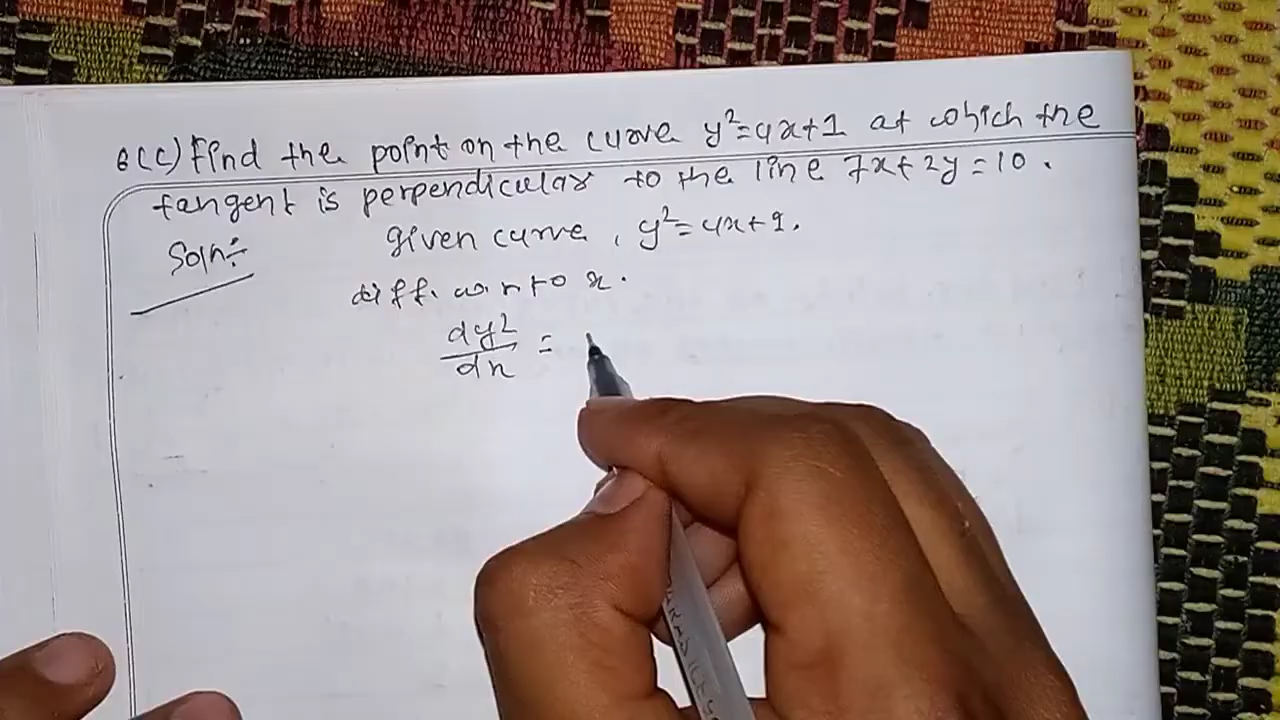 6(c) Find the point on the curve y²=4x+1 at which the
tangent is perpendicular to the line 7x+2y=10.
Soln÷
given curve, y²=4x+1.
diff. w.r.to x.
dy²/dx =